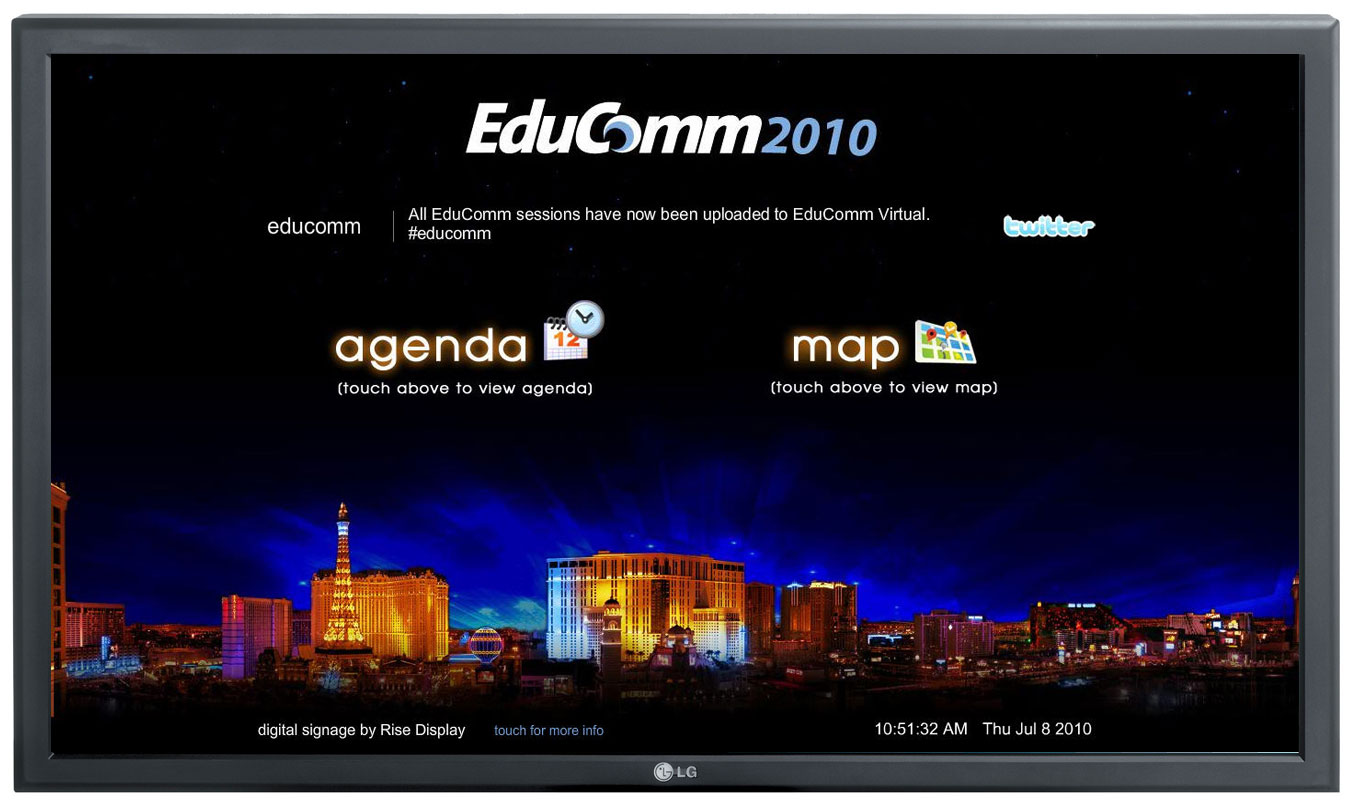 EduComm2010
educomm
All EduComm sessions have now been uploaded to EduComm Virtual.
#educomm
twitter
agenda
12
(touch above to view agenda)
map
(touch above to view map)
digital signage by Rise Display
touch for more info
10:51:32 AM Thu Jul 8 2010
LG